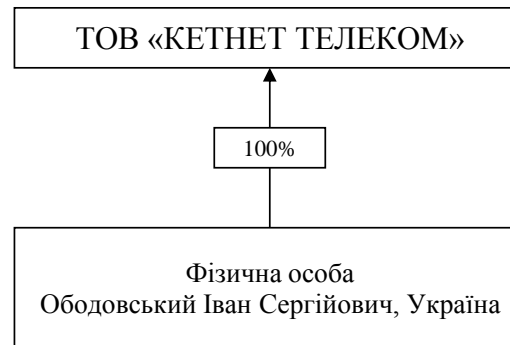 ТОВ «КЕТНЕТ ТЕЛЕКОМ»
100%
Фізична особа
Ободовський Іван Сергійович, Україна